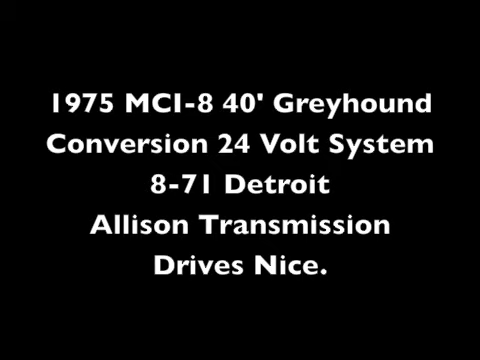 1975 MCI-8 40' Greyhound
Conversion 24 Volt System
8-71 Detroit
Allison Transmission
Drives Nice.